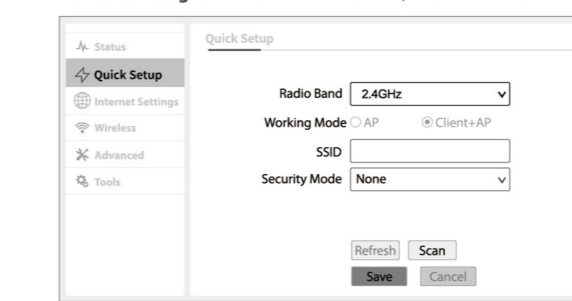 Status
Quick Setup
Internet Settings
Wireless
Advanced
Tools
Quick Setup
Radio Band 2.4GHz
Working Mode AP Client+AP
SSID
Security Mode None
Refresh Scan
Save Cancel